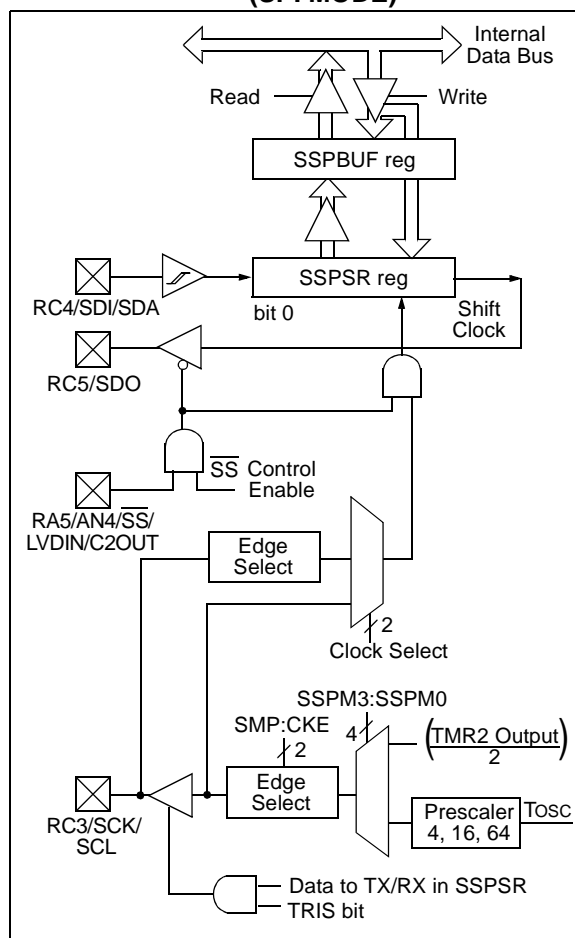 Internal
Data Bus
Read
Write
SSPBUF reg
SSPSR reg
RC4/SDI/SDA
bit 0
Shift
Clock
RC5/SDO
SS Control
Enable
RA5/AN4/SS/
LVDIN/C2OUT
Edge
Select
2
Clock Select
SSPM3:SSPM0
SMP:CKE
4
2
(TMR2 Output)
2
Edge
Select
Prescaler
4, 16, 64
TOSC
RC3/SCK/
SCL
Data to TX/RX in SSPSR
TRIS bit